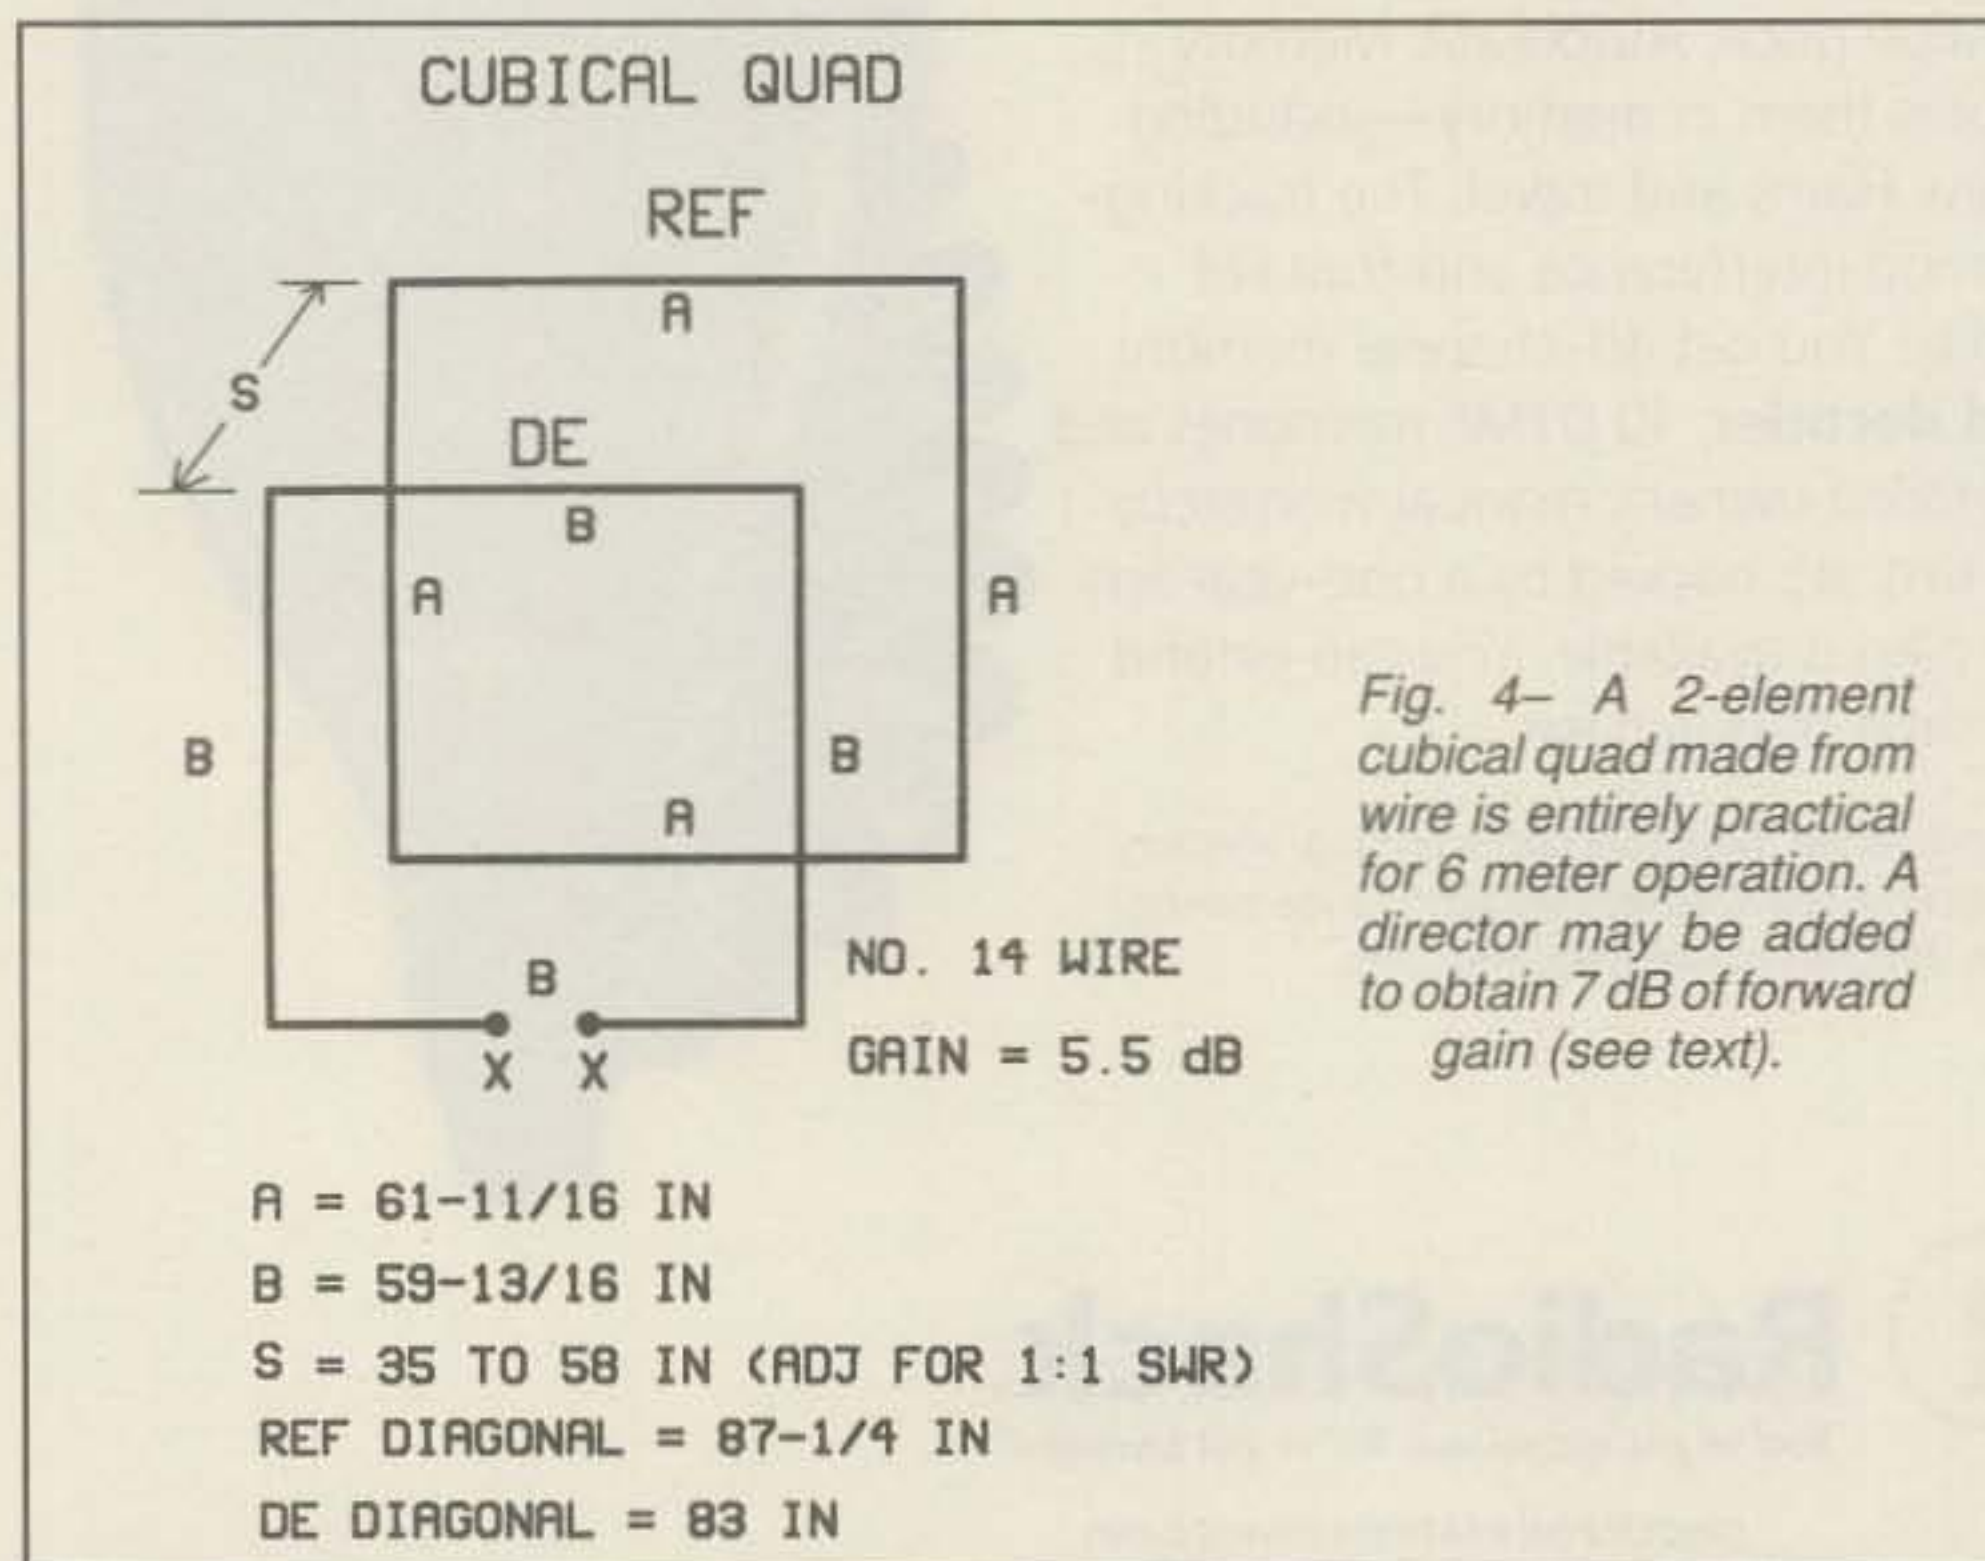 CUBICAL QUAD
REF
A
S
DE
B
A
A
B
B
A
B
X X
NO. 14 WIRE
GAIN = 5.5 dB
A = 61-11/16 IN
B = 59-13/16 IN
S = 35 TO 58 IN (ADJ FOR 1:1 SWR)
REF DIAGONAL = 87-1/4 IN
DE DIAGONAL = 83 IN
Fig. 4– A 2-element
cubical quad made from
wire is entirely practical
for 6 meter operation. A
director may be added
to obtain 7 dB of forward
gain (see text).